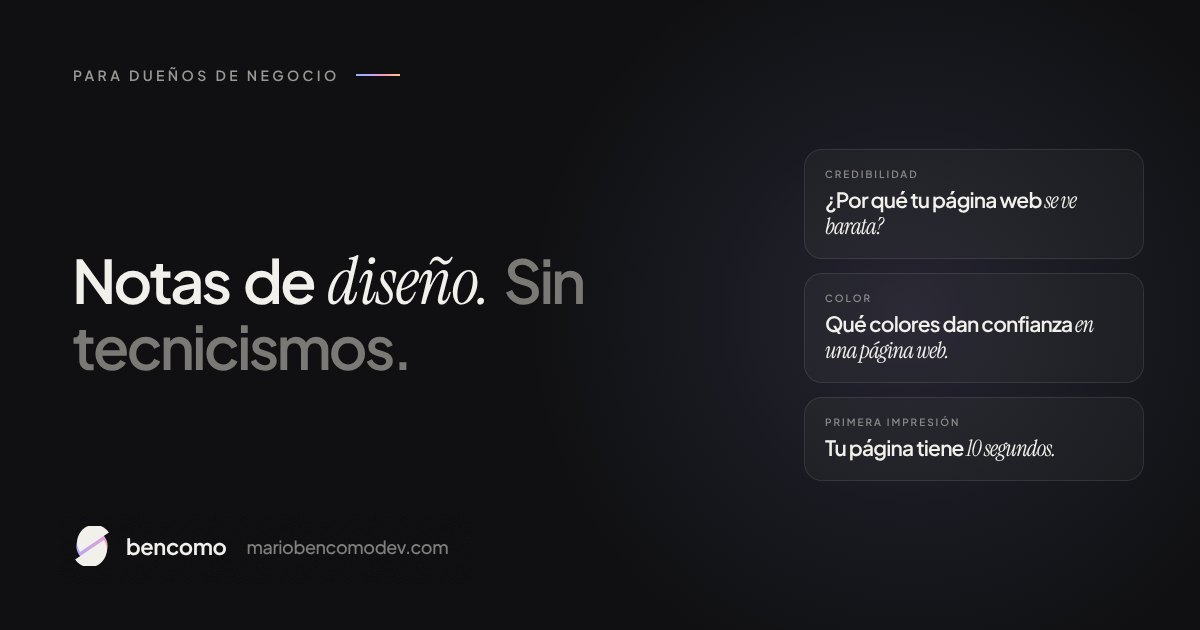 PARA DUEÑOS DE NEGOCIO
Notas de diseño. Sin
tecnicismos.
CREDIBILIDAD
¿Por qué tu página web se ve
barata?
COLOR
Qué colores dan confianza en
una página web.
PRIMERA IMPRESIÓN
Tu página tiene 10 segundos.
bencomo mariobencomodev.com